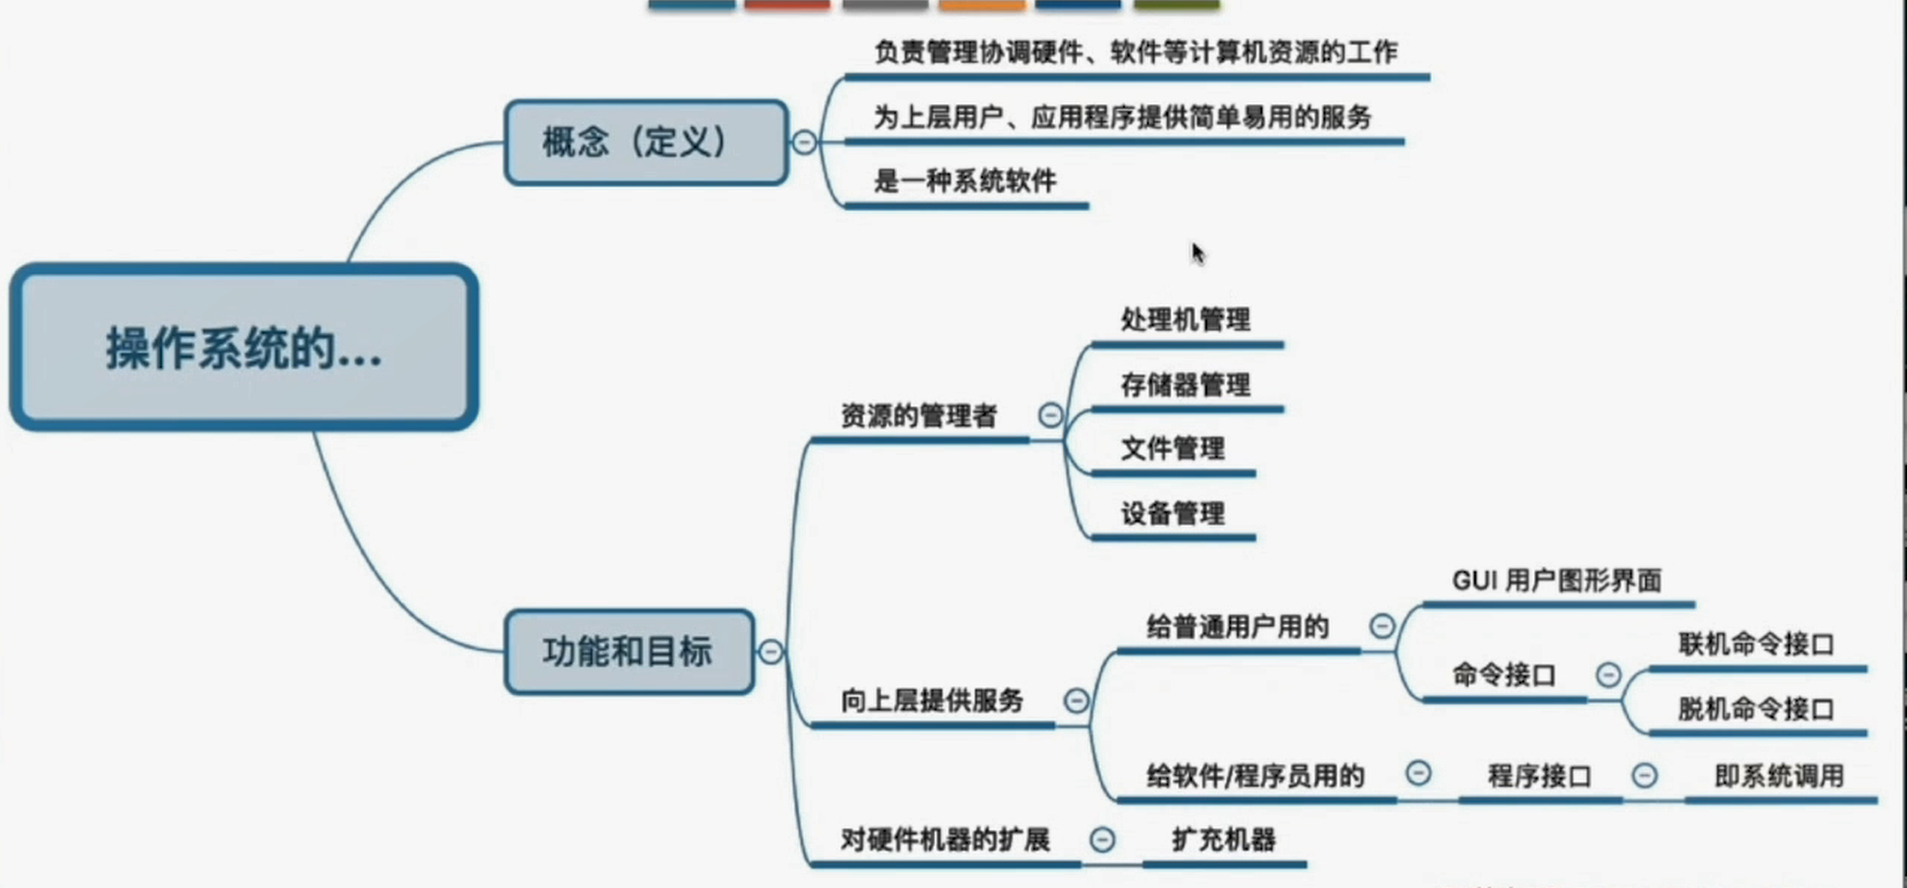 负责管理协调硬件、软件等计算机资源的工作
概念（定义）
为上层用户、应用程序提供简单易用的服务
是一种系统软件
操作系统的...
处理机管理
存储器管理
资源的管理者
文件管理
设备管理
GUI 用户图形界面
给普通用户用的
联机命令接口
功能和目标
命令接口
向上层提供服务
脱机命令接口
给软件/程序员用的
程序接口
即系统调用
对硬件机器的扩展
扩充机器